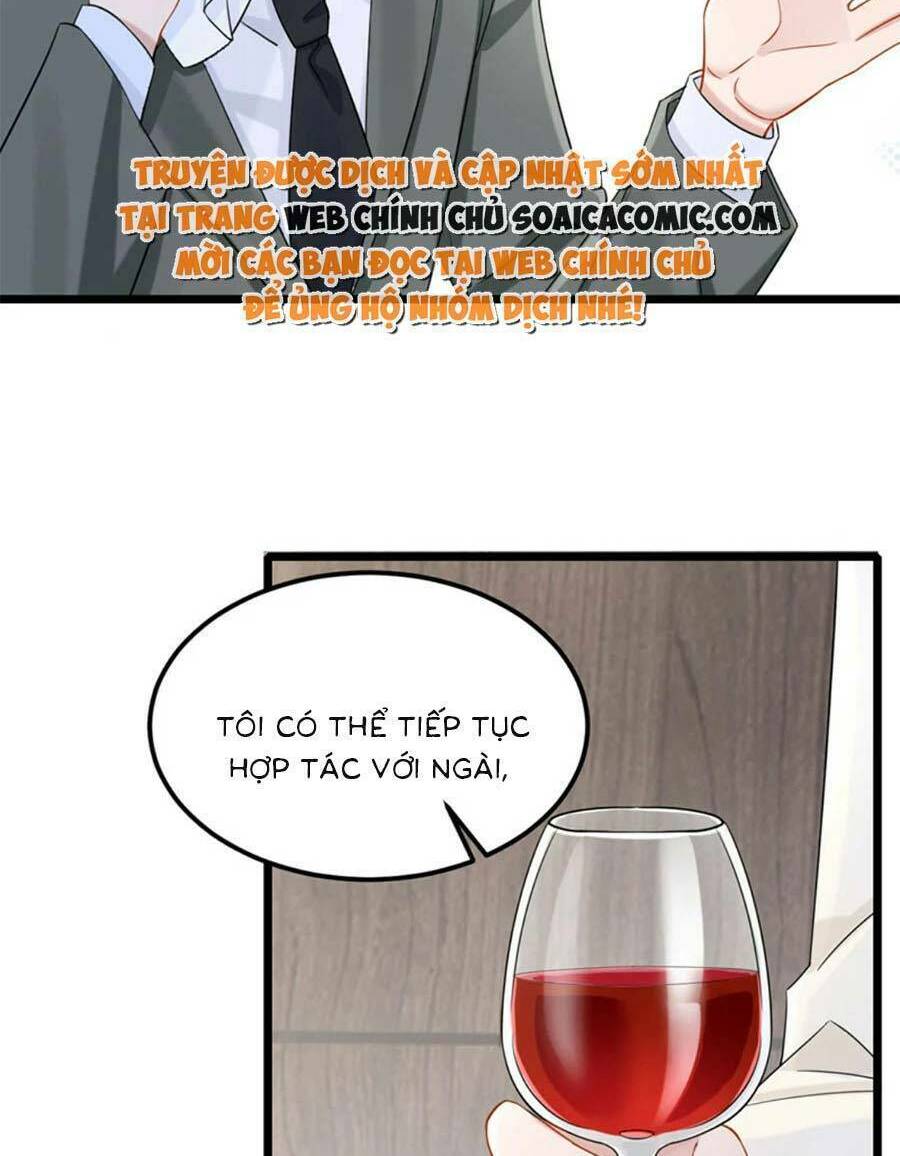 TRUYỆN ĐƯỢC DỊCH VÀ CẬP NHẬT SỚM NHẤT
TẠI TRANG WEB CHÍNH CHỦ SOAICACOMIC.COM
MỜI CÁC BẠN ĐỌC TẠI WEB CHÍNH CHỦ
ĐỂ ỦNG HỘ NHÓM DỊCH NHÉ!
TÔI CÓ THỂ TIẾP TỤC
HỢP TÁC VỚI NGÀI,